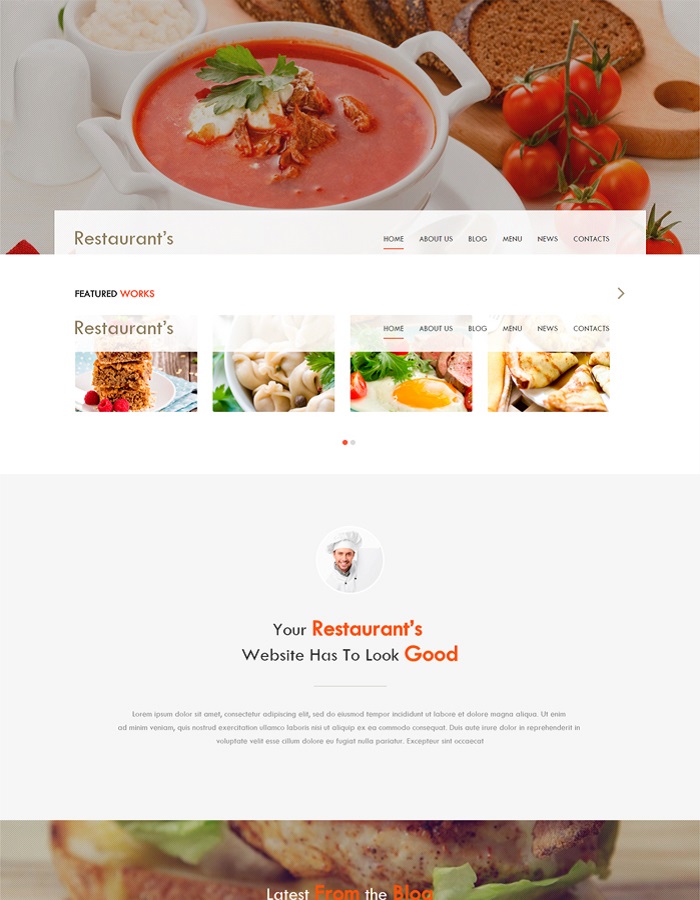 Restaurant's
HOME ABOUT US BLOG MENU NEWS CONTACTS
FEATURED WORKS
Restaurant's
HOME ABOUT US BLOG MENU NEWS CONTACTS
Your Restaurant's
Website Has To Look Good
Lorem ipsum dolor sit amet, consectetur adipiscing elit, sed do eiusmod tempor incididunt ut labore et dolore magna aliqua. Ut enim
ad minim veniam, quis nostrud exercitation ullamco laboris nisi ut aliquip ex ea commodo consequat. Duis aute irure dolor in reprehenderit in
voluptate velit esse cillum dolore eu fugiat nulla pariatur. Excepteur sint occaecat
Latest From the Blog